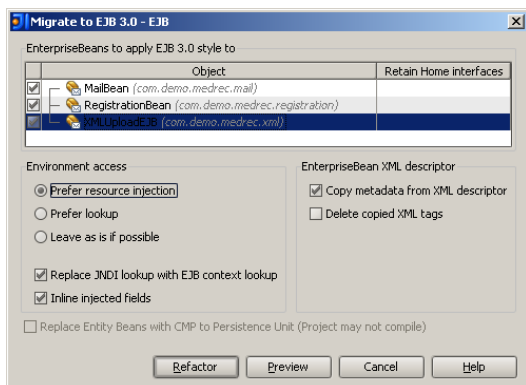 Migrate to EJB 3.0 - EJB
EnterpriseBeans to apply EJB 3.0 style to
Object Retain Home interfaces
MailBean (com.demo.medrec.mail)
RegistrationBean (com.demo.medrec.registration)
XMLUploadEJB (com.demo.medrec.xml)
Environment access
Prefer resource injection
Prefer lookup
Leave as is if possible
Replace JNDI lookup with EJB context lookup
Inline injected fields
EnterpriseBean XML descriptor
Copy metadata from XML descriptor
Delete copied XML tags
Replace Entity Beans with CMP to Persistence Unit (Project may not compile)
Refactor Preview Cancel Help